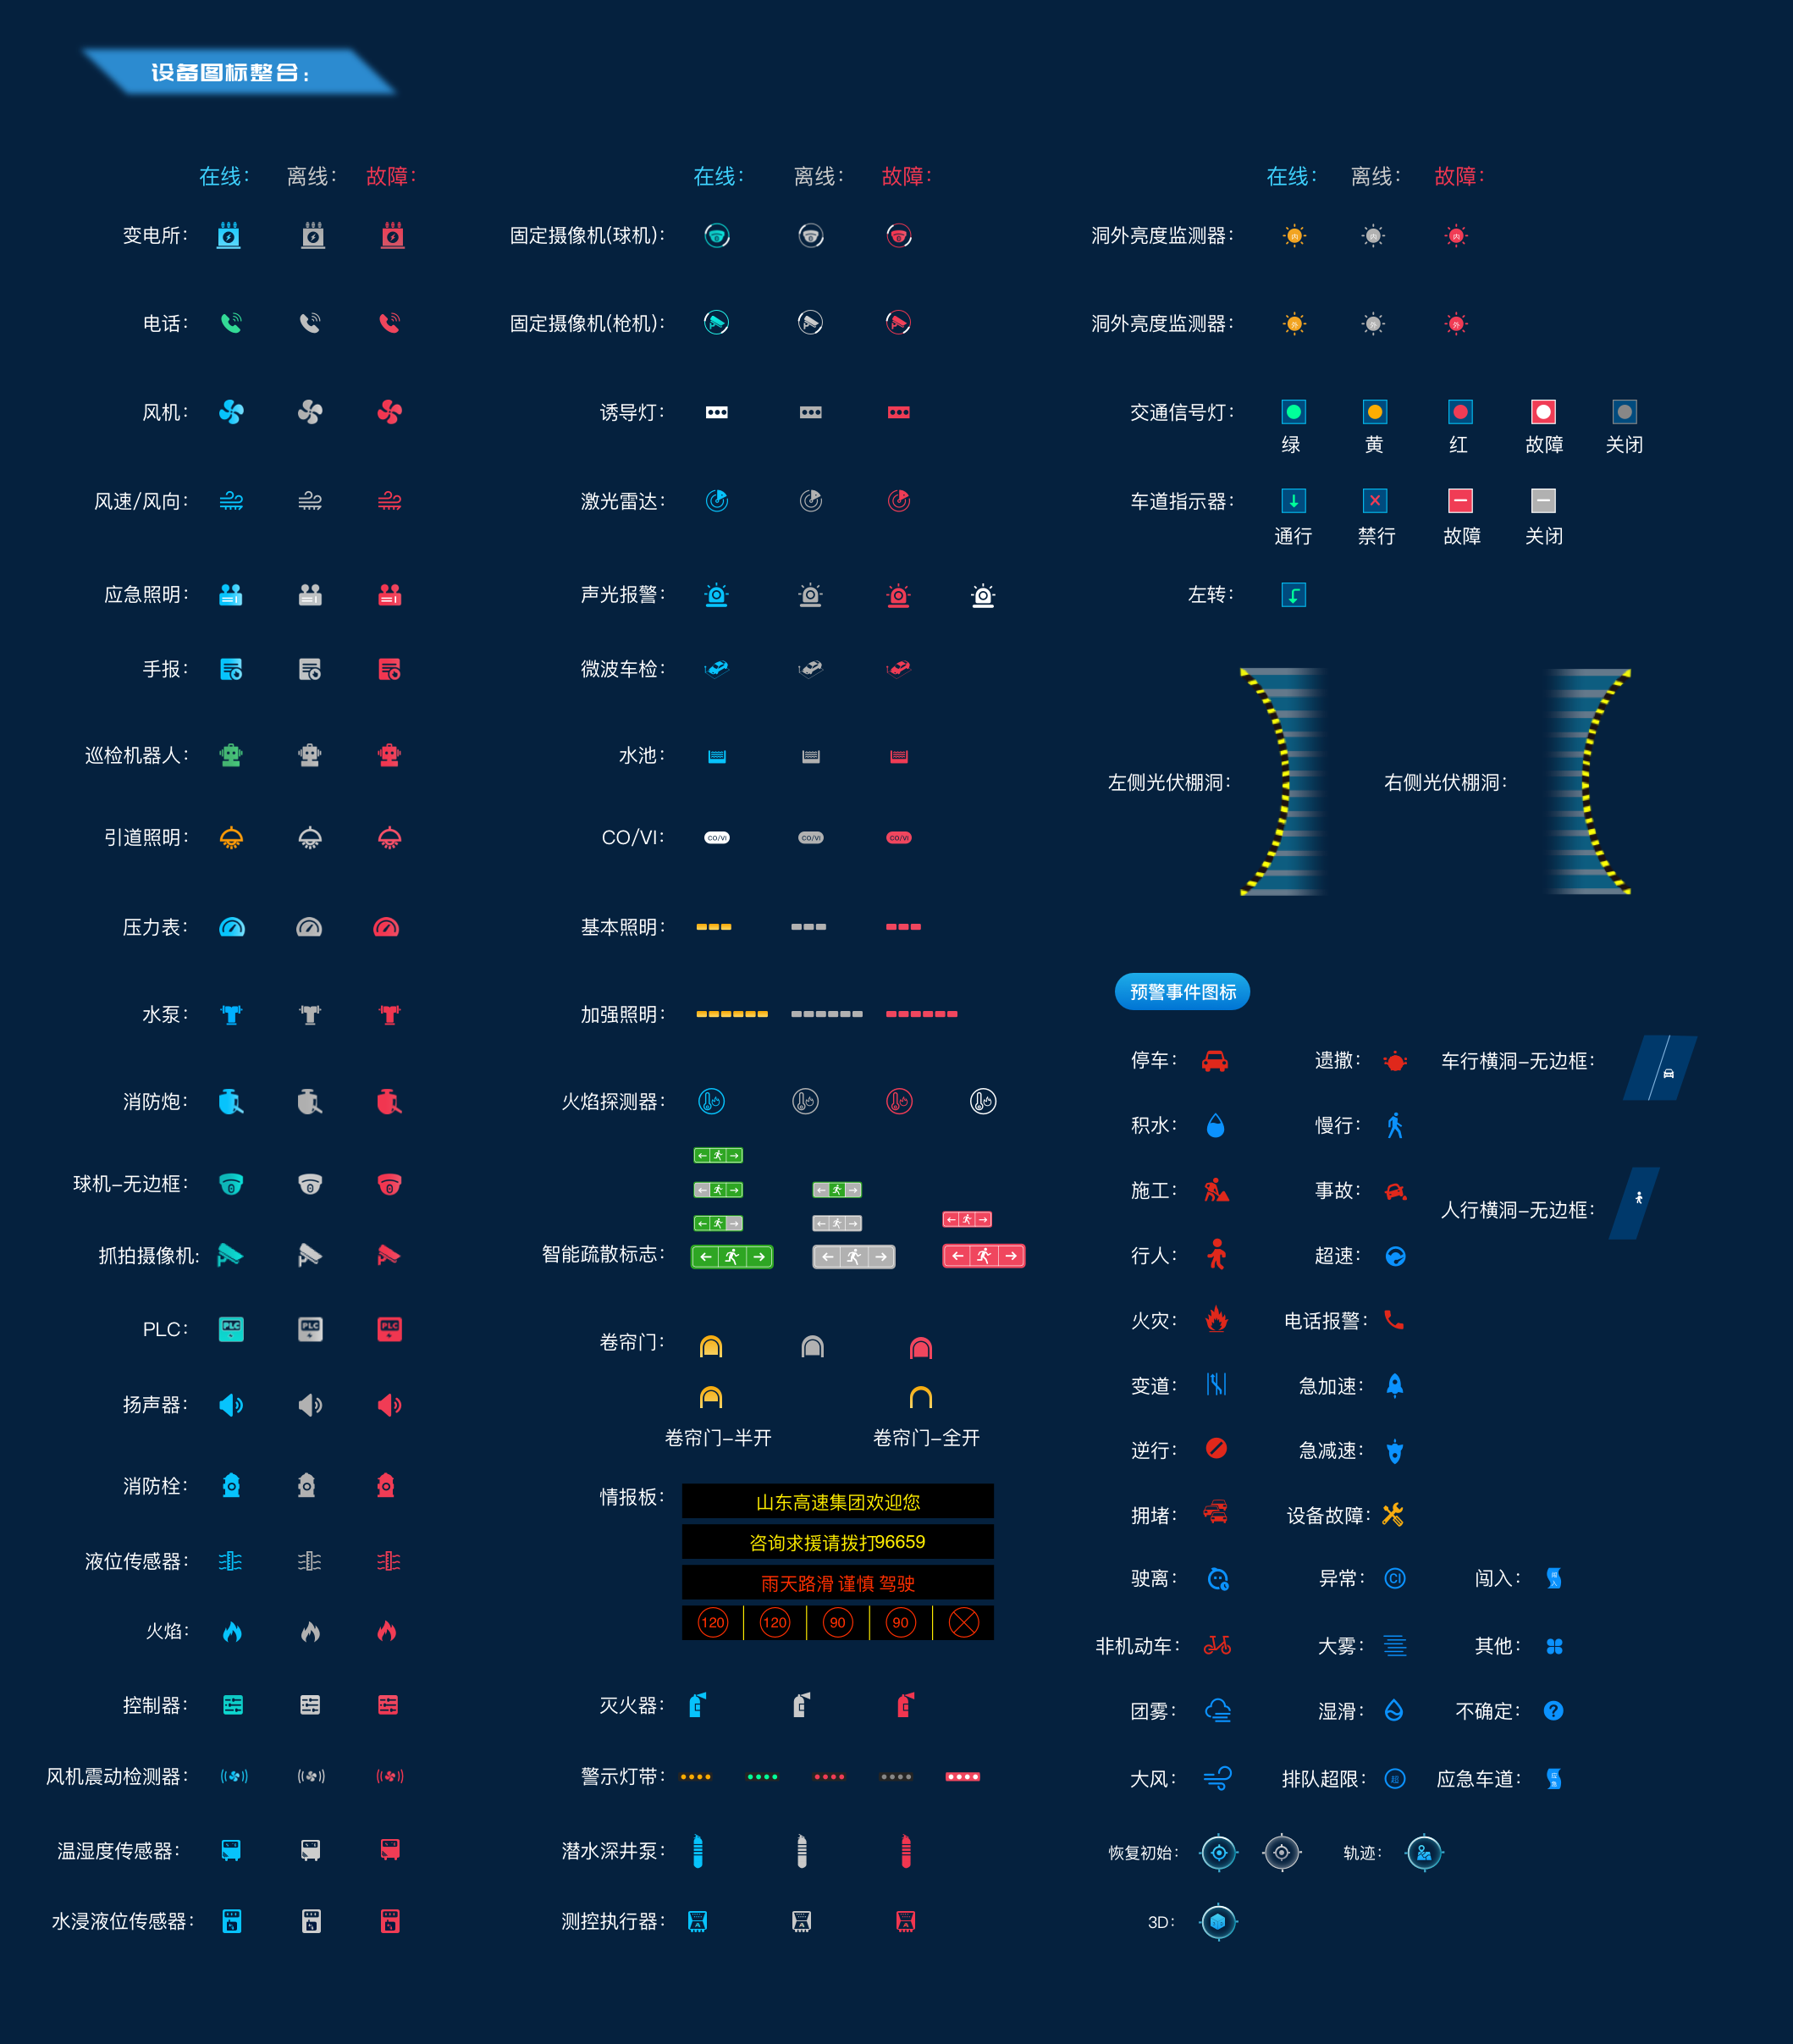 设备图标整合：
在线： 离线： 故障：
变电所：
电话：
风机：
风速/风向：
应急照明：
手报：
巡检机器人：
引道照明：
压力表：
水泵：
消防炮：
球机-无边框：
抓拍摄像机:
PLC：
PLC PLC PLC
扬声器：
消防栓：
液位传感器：
火焰：
控制器：
风机震动检测器：
温湿度传感器：
水浸液位传感器：
在线： 离线： 故障：
固定摄像机(球机)：
固定摄像机(枪机)：
诱导灯：
激光雷达：
声光报警：
微波车检：
水池：
CO/VI：
CO/VI CO/VI CO/VI
基本照明：
加强照明：
火焰探测器：
智能疏散标志：
卷帘门：
卷帘门-半开 卷帘门-全开
情报板：
山东高速集团欢迎您
咨询求援请拨打96659
雨天路滑 谨慎 驾驶
120 120 90 90
灭火器：
警示灯带：
潜水深井泵：
测控执行器：
在线： 离线： 故障：
洞外亮度监测器：
内 内
洞外亮度监测器：
外
交通信号灯：
绿 黄 红 故障 关闭
车道指示器：
通行 禁行 故障 关闭
左转：
左侧光伏棚洞： 右侧光伏棚洞：
预警事件图标
停车： 遗撒： 车行横洞-无边框：
积水： 慢行：
施工： 事故： 人行横洞-无边框：
行人： 超速：
火灾： 电话报警：
变道： 急加速：
逆行： 急减速：
拥堵： 设备故障：
驶离： 异常： 闯入：
非机动车： 大雾： 其他：
团雾： 湿滑： 不确定：
?
大风： 排队超限： 应急车道：
超
恢复初始： 轨迹：
3D：